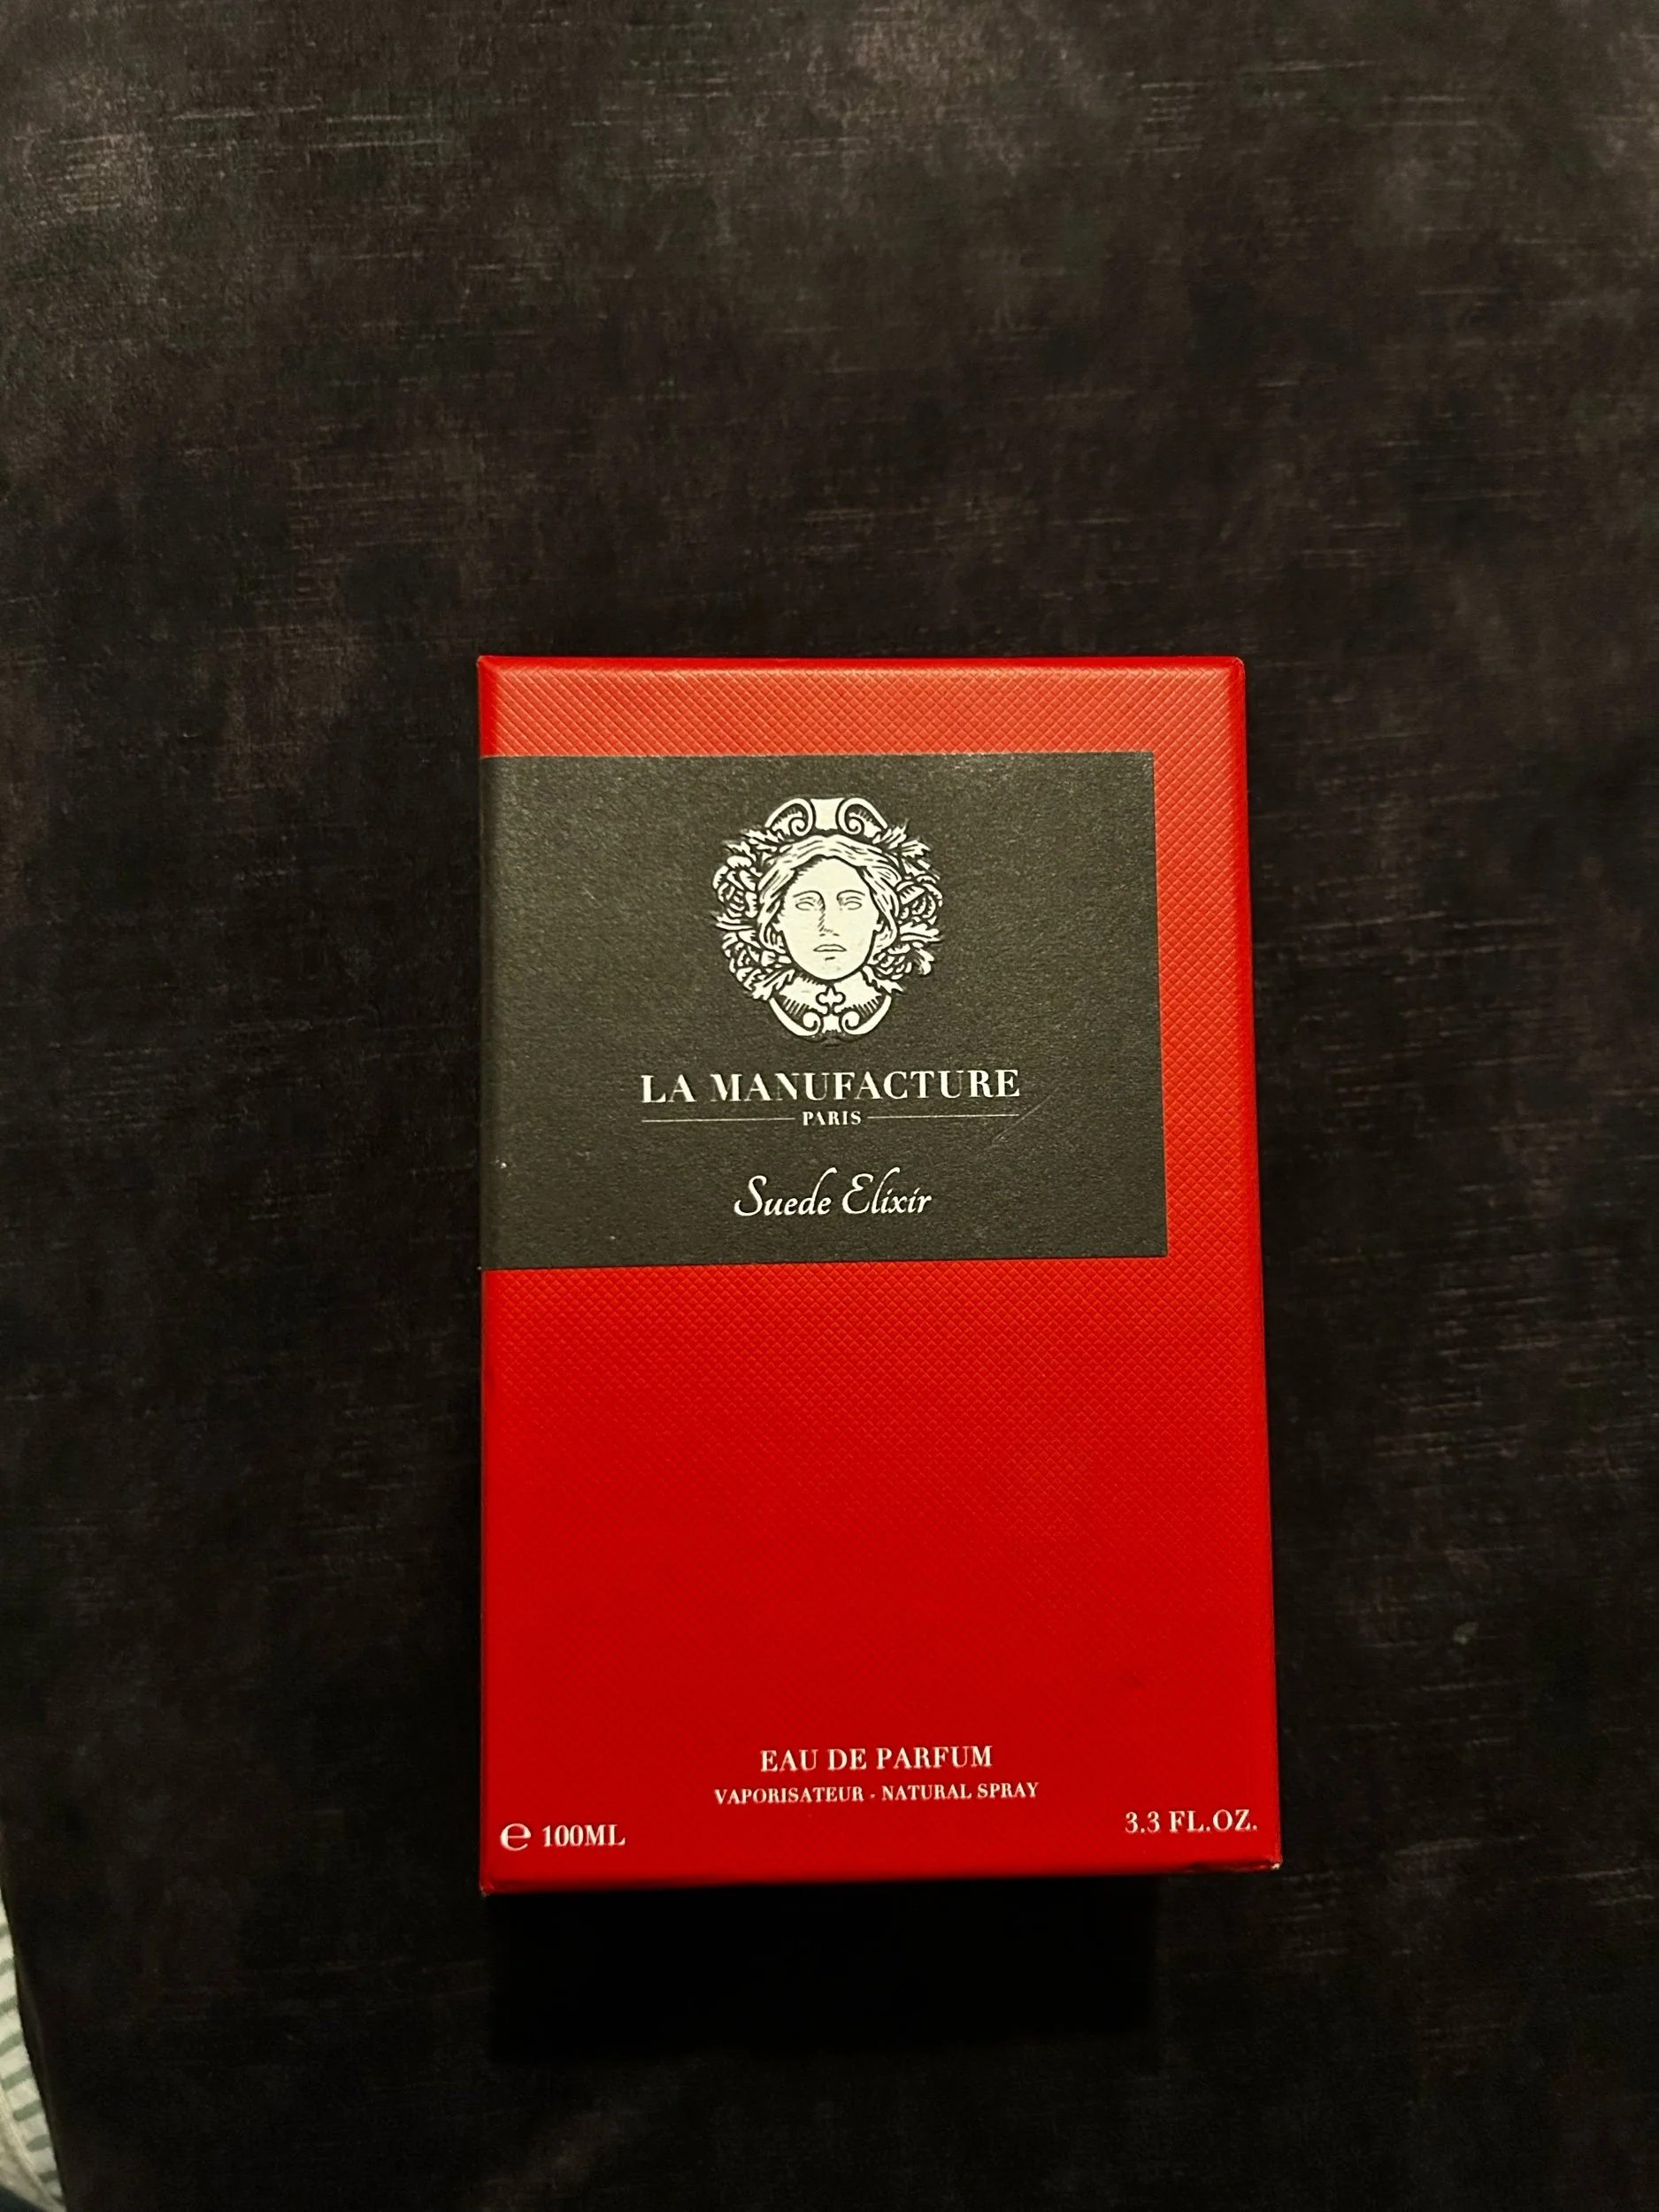 LA MANUFACTURE
PARIS
Suede Elixir
EAU DE PARFUM
VAPORISATEUR - NATURAL SPRAY
℮ 100ML
3.3 FL.OZ.